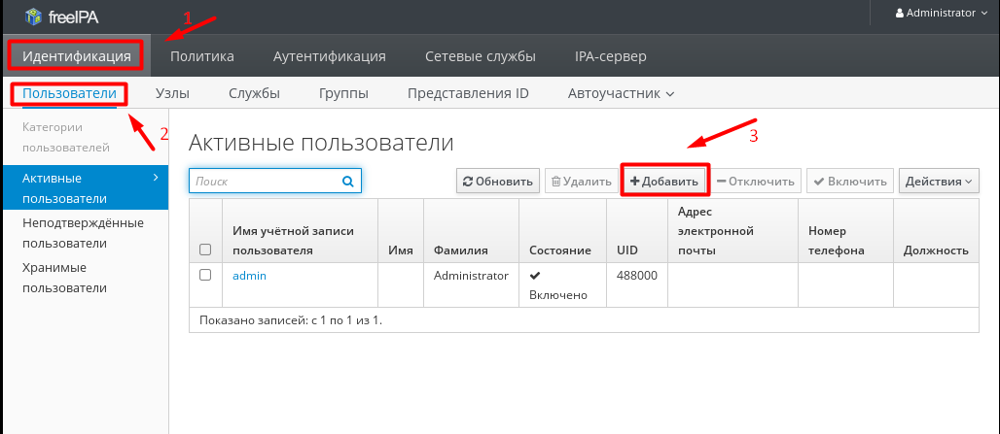 freeIPA
Administrator
1
Идентификация Политика Аутентификация Сетевые службы IPA-сервер
Пользователи Узлы Службы Группы Представления ID Автоучастник
2
Категории
пользователей
Активные
пользователи
Неподтверждённые
пользователи
Хранимые
пользователи
Активные пользователи
3
Поиск Обновить Удалить Добавить Отключить Включить Действия
Имя учётной записи
пользователя
Имя
Фамилия
Состояние
UID
Адрес
электронной
почты
Номер
телефона
Должность
admin
Administrator
Включено
488000
Показано записей: с 1 по 1 из 1.